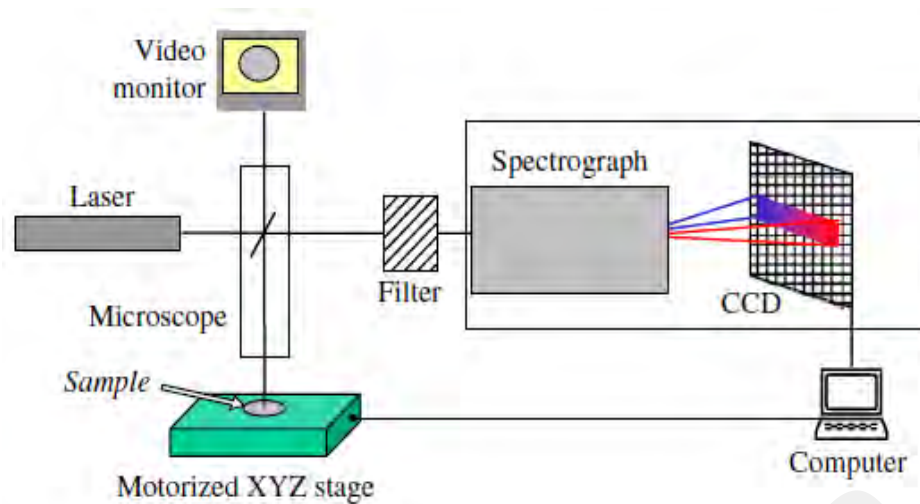 Video
monitor
Spectrograph
Laser
Filter
CCD
Microscope
Sample
Computer
Motorized XYZ stage